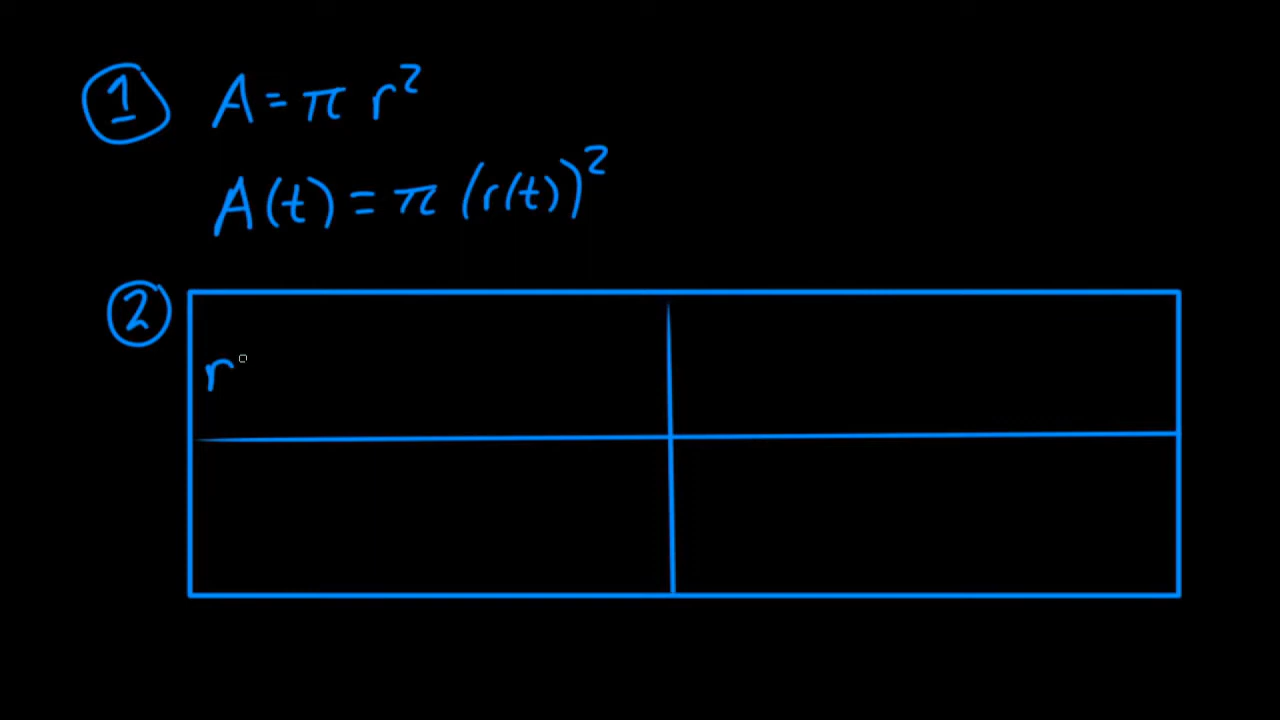 ① A = π r²
A(t) = π (r(t))²
②
r